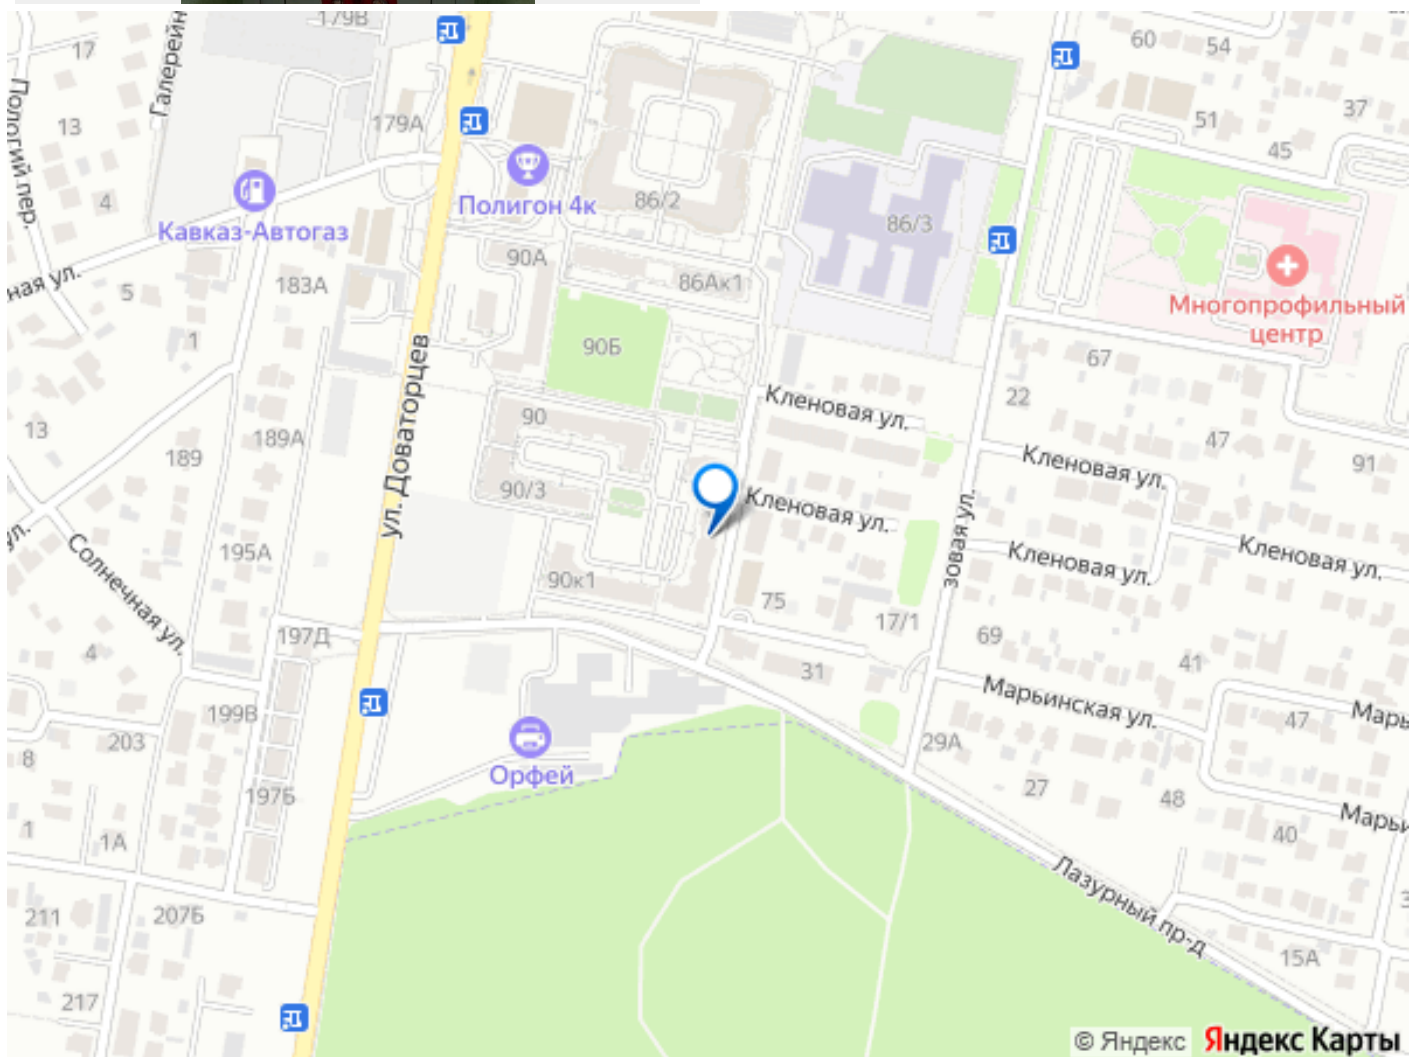 179В
60
54
17
Галерейн
Пологий пер.
13
179А
51
37
45
4
Полигон 4к
86/2
86/3
Кавказ-Автогаз
90А
ная ул.
5
183А
86Ак1
Многопрофильный
центр
1
90Б
67
ул. Доваторцев
22
Кленовая ул.
13
90
189А
47
189
Кленовая ул.
91
90/3
Кленовая ул.
ул.
зовая ул.
195А
Солнечная ул.
Кленовая ул.
Кленовая ул.
90к1
75
17/1
197Д
69
4
31
41
Марьинская ул.
199В
47
Марь
203
29А
8
Орфей
27
197Б
48
1
40
Марьи
1А
Лазурный пр-д
211
207Б
15А
217
© Яндекс
Яндекс Карты